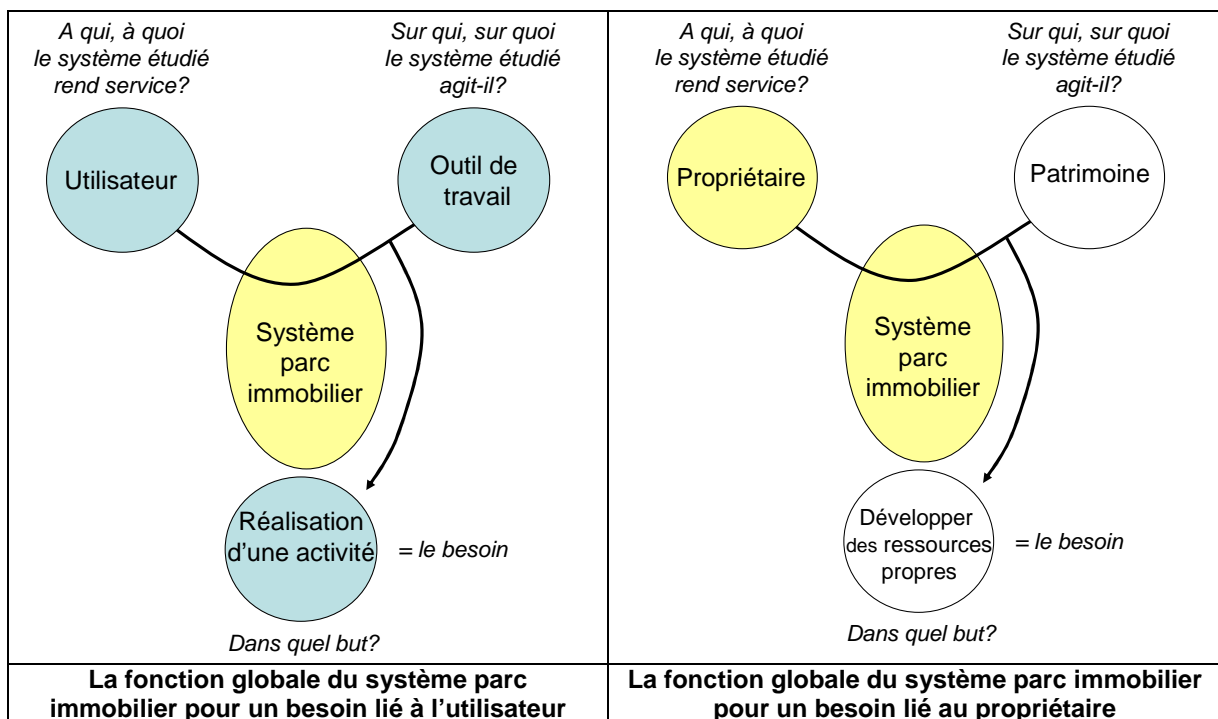 A qui, à quoi
le système étudié
rend service?
Sur qui, sur quoi
le système étudié
agit-il?
Utilisateur
Outil de
travail
Système
parc
immobilier
Réalisation
d'une activité
= le besoin
Dans quel but?
La fonction globale du système parc
immobilier pour un besoin lié à l'utilisateur
A qui, à quoi
le système étudié
rend service?
Sur qui, sur quoi
le système étudié
agit-il?
Propriétaire
Patrimoine
Système
parc
immobilier
Développer
des ressources
propres
= le besoin
Dans quel but?
La fonction globale du système parc immobilier
pour un besoin lié au propriétaire